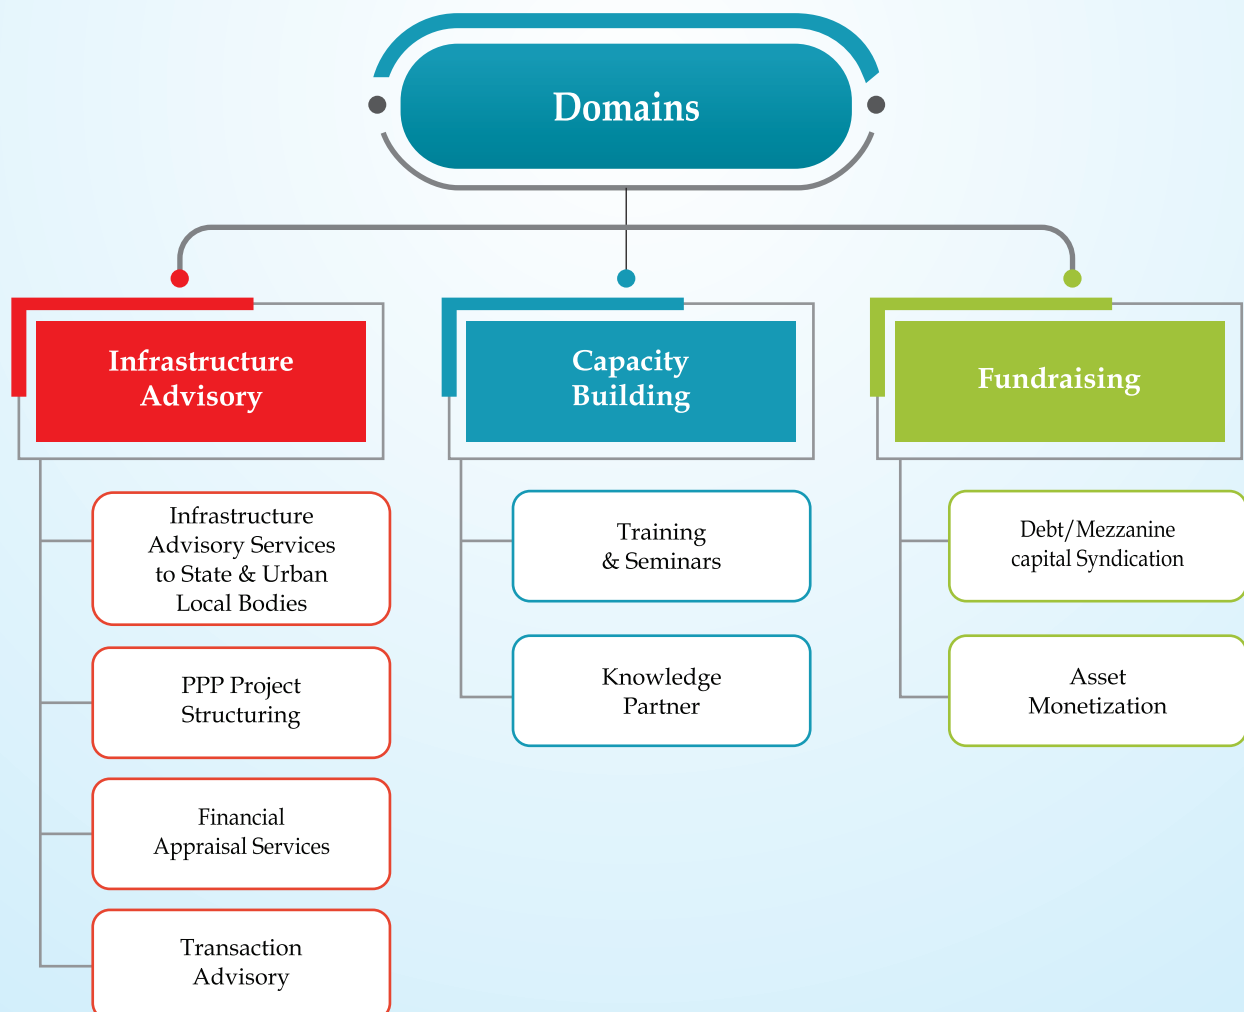 Domains
Infrastructure
Advisory
Infrastructure
Advisory Services
to State & Urban
Local Bodies
PPP Project
Structuring
Financial
Appraisal Services
Transaction
Advisory
Capacity
Building
Training
& Seminars
Knowledge
Partner
Fundraising
Debt/Mezzanine
capital Syndication
Asset
Monetization